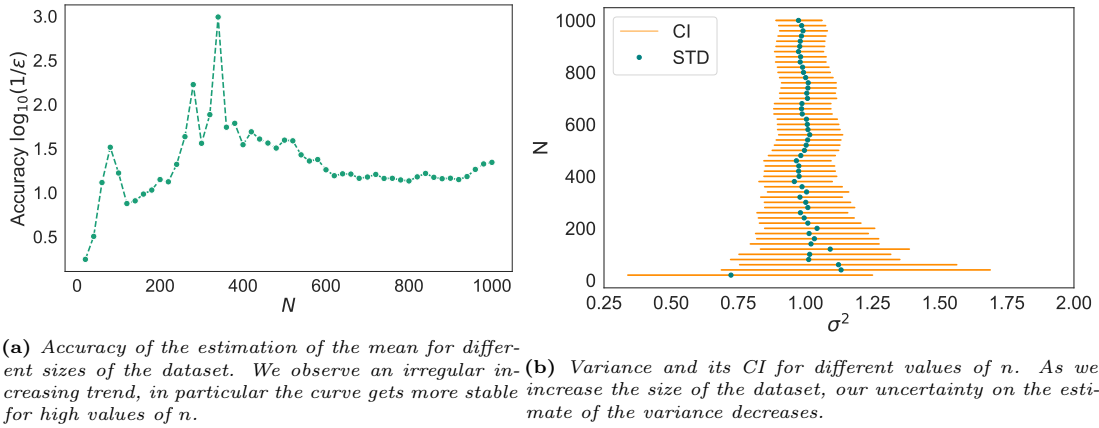 3.0
2.5
2.0
1.5
1.0
0.5
Accuracy log₁₀(1/ε)
0 200 400 600 800 1000
N
1000
800
600
400
200
0
N
CI
STD
0.25 0.50 0.75 1.00 1.25 1.50 1.75 2.00
σ²
(a) Accuracy of the estimation of the mean for differ-
ent sizes of the dataset. We observe an irregular in-
creasing trend, in particular the curve gets more stable
for high values of n.
(b) Variance and its CI for different values of n. As we
increase the size of the dataset, our uncertainty on the esti-
mate of the variance decreases.